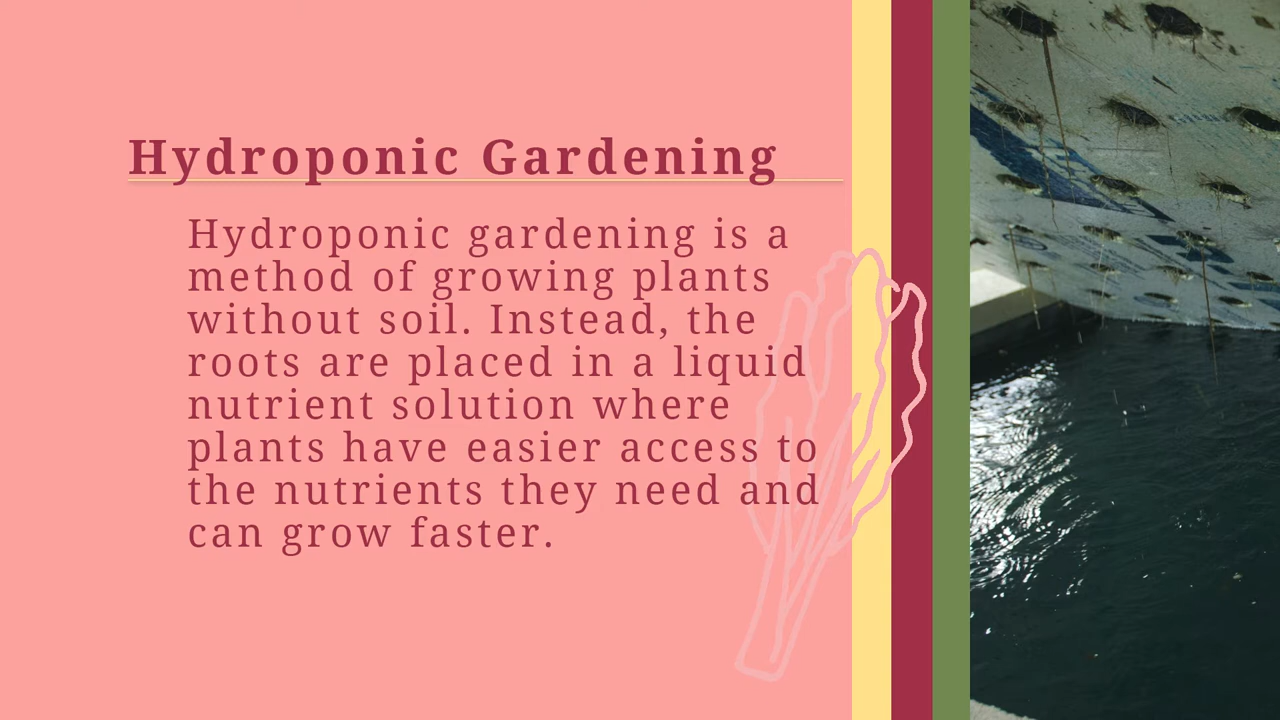 Hydroponic Gardening
Hydroponic gardening is a
method of growing plants
without soil. Instead, the
roots are placed in a liquid
nutrient solution where
plants have easier access to
the nutrients they need and
can grow faster.